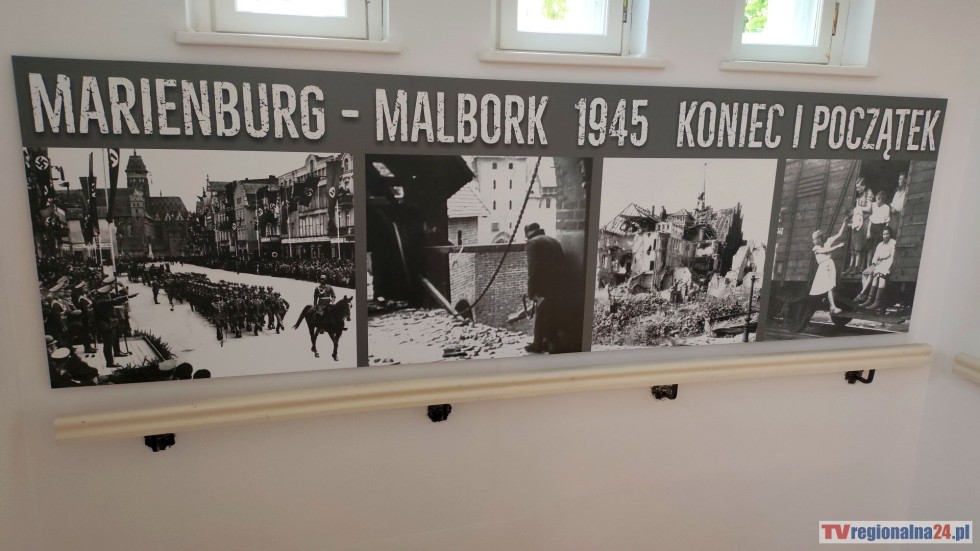 MARIENBURG - MALBORK 1945 KONIEC I POCZĄTEK
TVregionalna24.pl